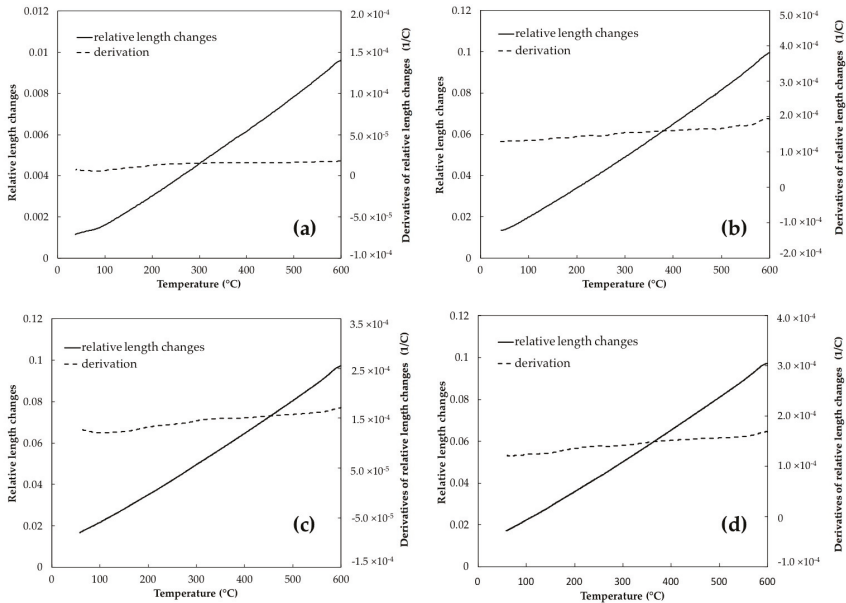 0.012
0.01
0.008
0.006
0.004
0.002
0
Relative length changes
relative length changes
derivation
(a)
2.0 ×10⁻⁴
1.5 ×10⁻⁴
1.0 ×10⁻⁴
5.0 ×10⁻⁵
0
-5.0 ×10⁻⁵
-1.0 ×10⁻⁴
Derivatives of relative length changes (1/C)
0 100 200 300 400 500 600
Temperature (°C)
0.12
0.1
0.08
0.06
0.04
0.02
0
Relative length changes
relative length changes
derivation
(b)
5.0 ×10⁻⁴
4.0 ×10⁻⁴
3.0 ×10⁻⁴
2.0 ×10⁻⁴
1.0 ×10⁻⁴
0
-1.0 ×10⁻⁴
-2.0 ×10⁻⁴
Derivatives of relative length changes (1/C)
0 100 200 300 400 500 600
Temperature (°C)
0.12
0.1
0.08
0.06
0.04
0.02
0
Relative length changes
relative length changes
derivation
(c)
3.5 ×10⁻⁴
2.5 ×10⁻⁴
1.5 ×10⁻⁴
5.0 ×10⁻⁵
-5.0 ×10⁻⁵
-1.5 ×10⁻⁴
Derivatives of relative length changes (1/C)
0 100 200 300 400 500 600
Temperature (°C)
0.12
0.1
0.08
0.06
0.04
0.02
0
Relative length changes
relative length changes
derivation
(d)
4.0 ×10⁻⁴
3.0 ×10⁻⁴
2.0 ×10⁻⁴
1.0 ×10⁻⁴
0
-1.0 ×10⁻⁴
Derivatives of relative length changes (1/C)
0 100 200 300 400 500 600
Temperature (°C)